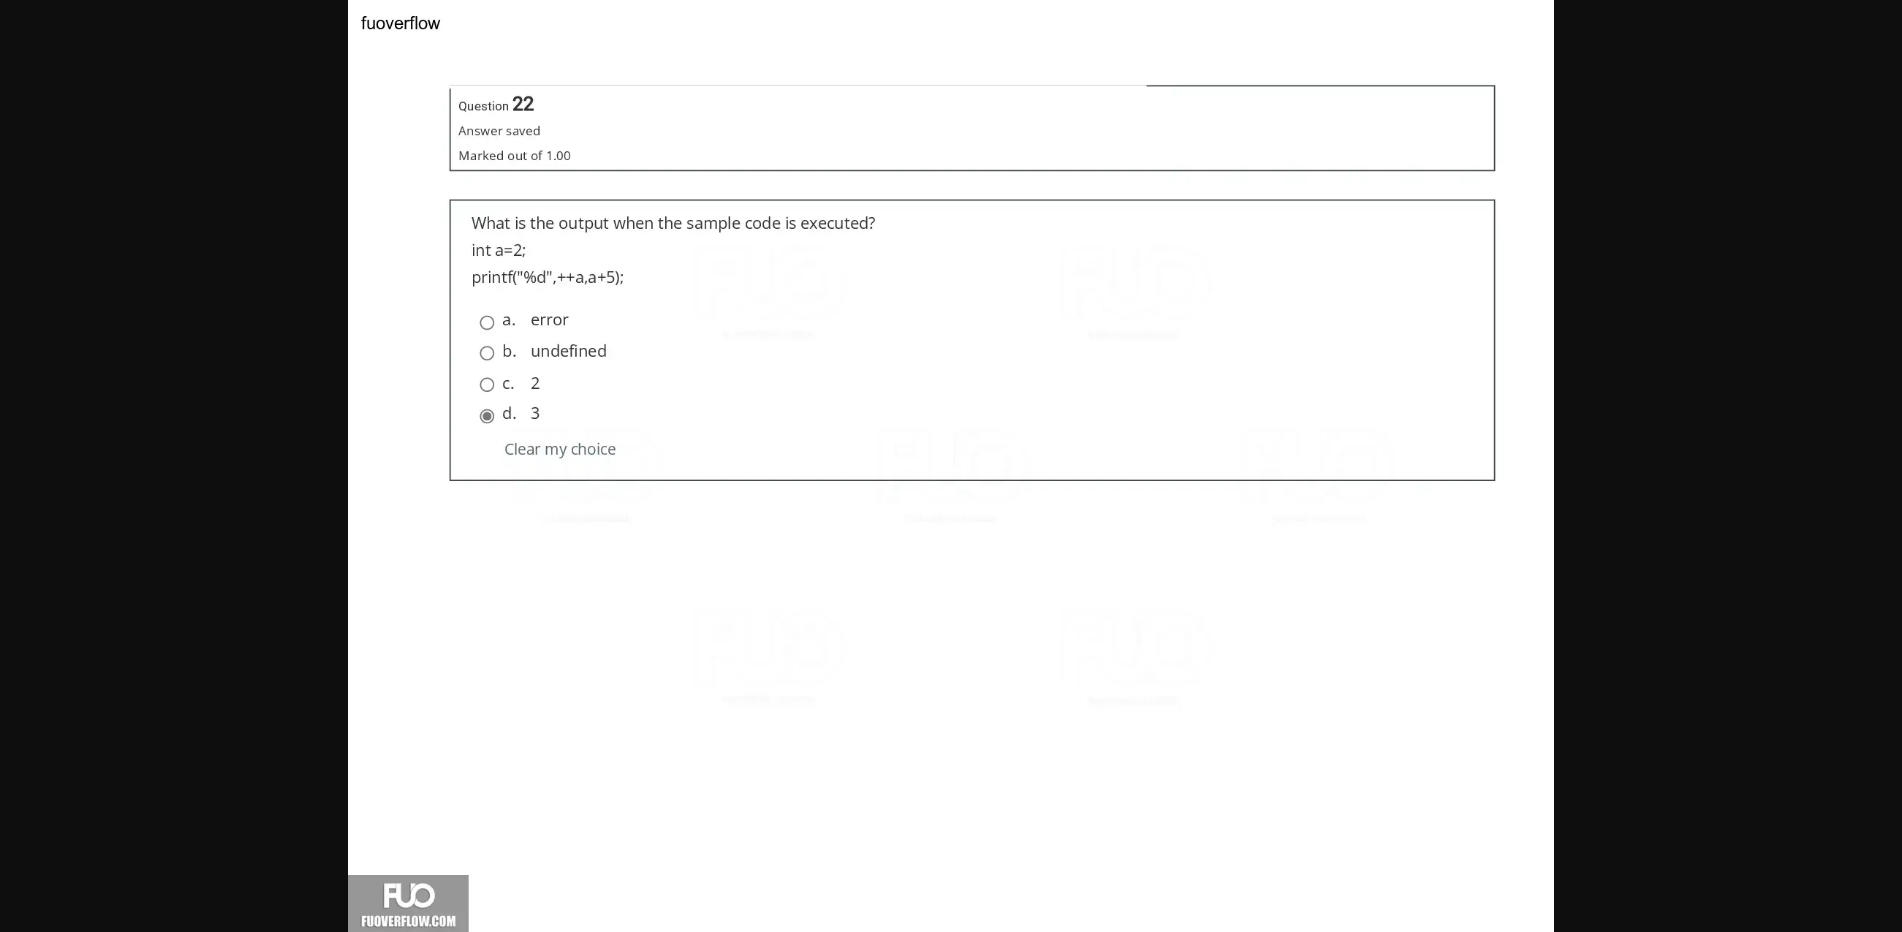 fuoverflow
Question 22
Answer saved
Marked out of 1.00
What is the output when the sample code is executed?
int a=2;
printf("%d",++a,a+5);
a. error
b. undefined
c. 2
d. 3
Clear my choice
FUO
FUOVERFLOW.COM